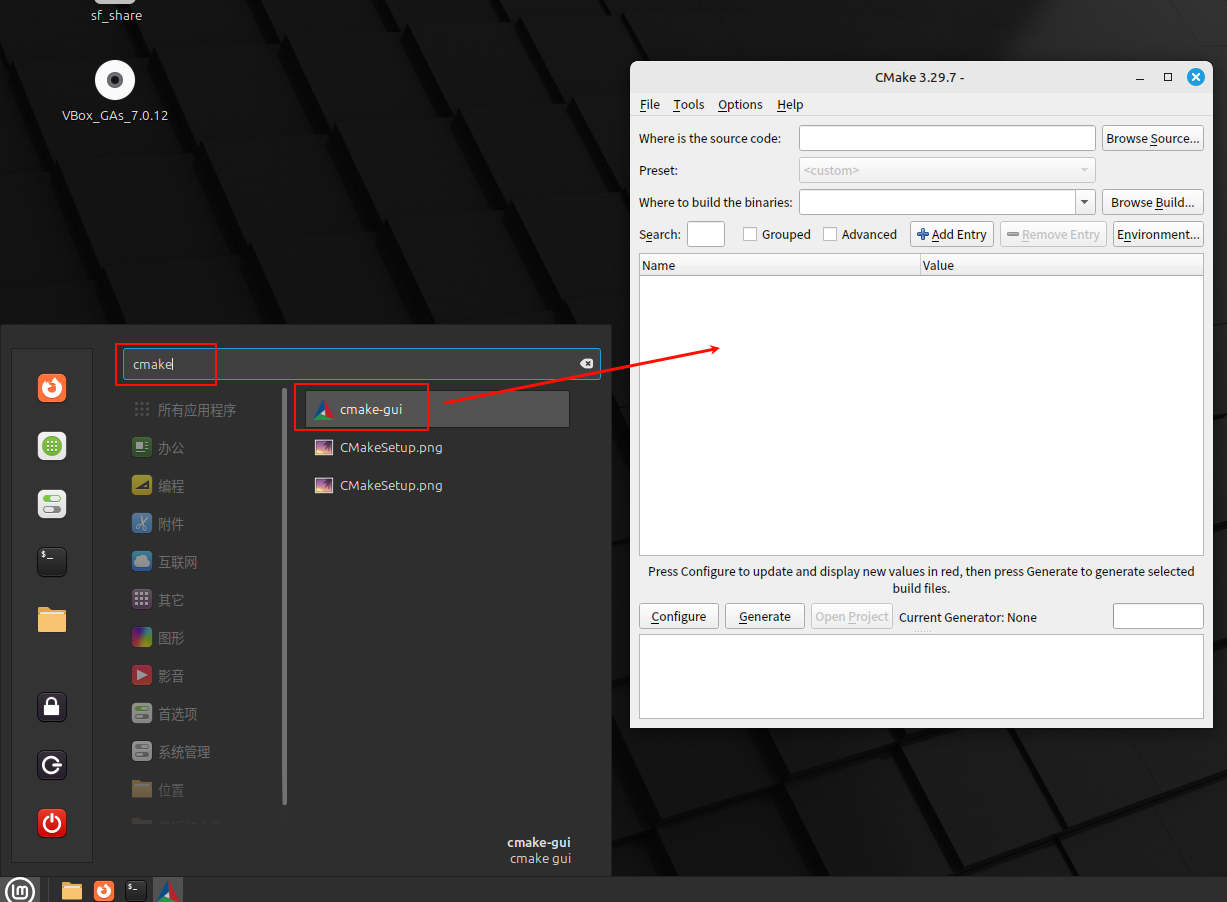 sf_share
VBox_GAs_7.0.12
CMake 3.29.7 -
File Tools Options Help
Where is the source code:
Browse Source...
Preset:
<custom>
Where to build the binaries:
Browse Build...
Search:
Grouped
Advanced
Add Entry
Remove Entry
Environment...
Name
Value
Press Configure to update and display new values in red, then press Generate to generate selected
build files.
Configure
Generate
Open Project
Current Generator: None
cmake
所有应用程序
办公
编程
附件
互联网
其它
图形
影音
首选项
系统管理
位置
cmake-gui
CMakeSetup.png
CMakeSetup.png
cmake-gui
cmake gui